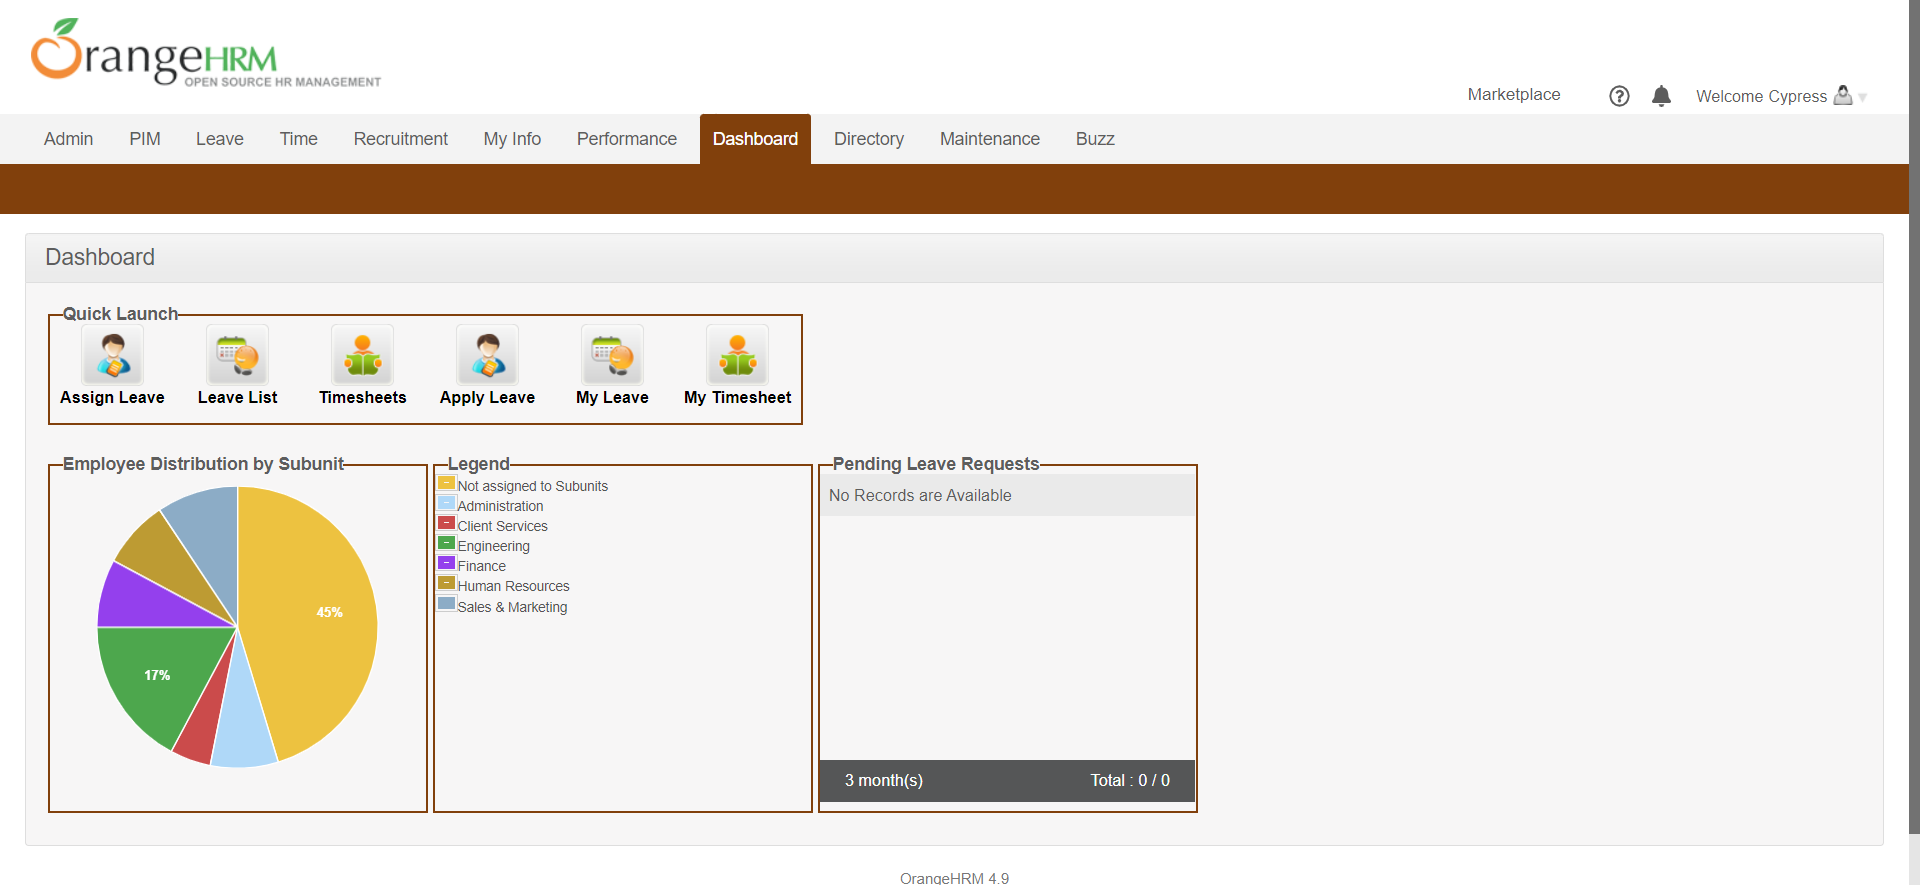 OrangeHRM
OPEN SOURCE HR MANAGEMENT
Marketplace
Welcome Cypress
Admin PIM Leave Time Recruitment My Info Performance Dashboard Directory Maintenance Buzz
Dashboard
Quick Launch
Assign Leave Leave List Timesheets Apply Leave My Leave My Timesheet
Employee Distribution by Subunit
45%
17%
Legend
Not assigned to Subunits
Administration
Client Services
Engineering
Finance
Human Resources
Sales & Marketing
Pending Leave Requests
No Records are Available
3 month(s) Total : 0 / 0
OrangeHRM 4.9